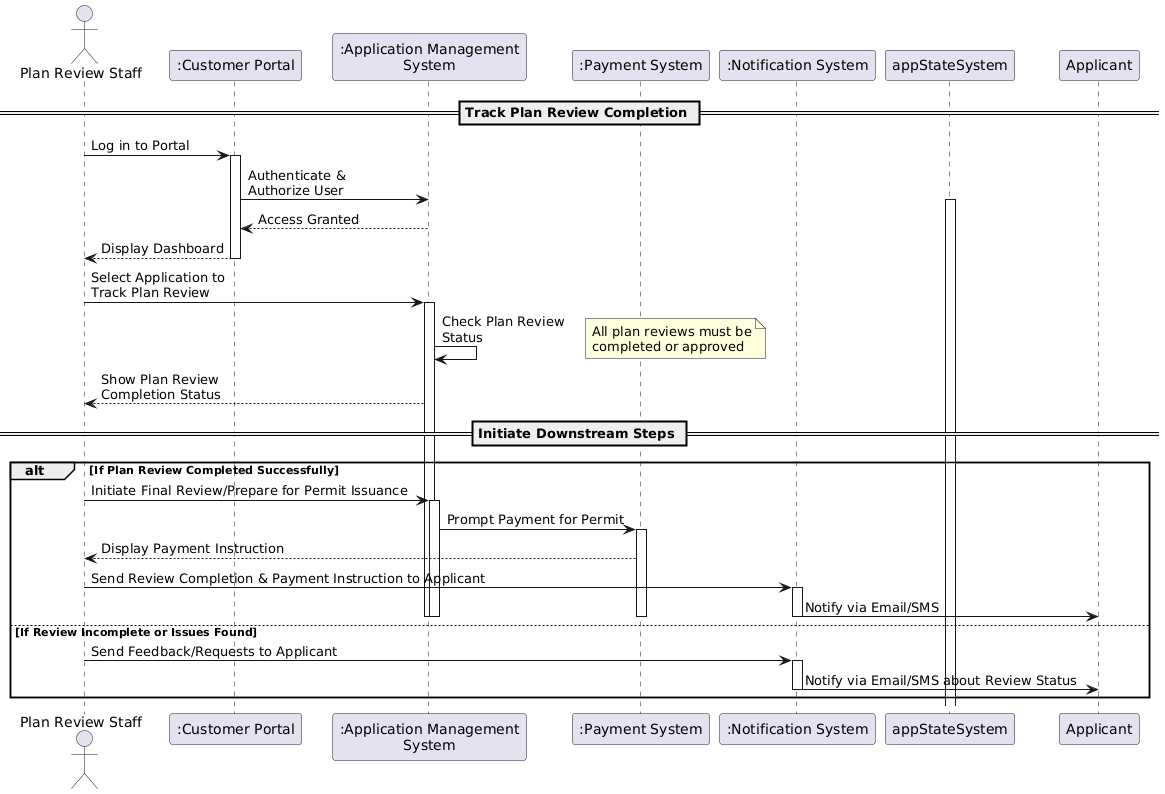 Plan Review Staff
:Customer Portal
:Application Management
System
:Payment System
:Notification System
appStateSystem
Applicant
Track Plan Review Completion
Log in to Portal
Authenticate &
Authorize User
Access Granted
Display Dashboard
Select Application to
Track Plan Review
Check Plan Review
Status
All plan reviews must be
completed or approved
Show Plan Review
Completion Status
Initiate Downstream Steps
alt
[If Plan Review Completed Successfully]
Initiate Final Review/Prepare for Permit Issuance
Prompt Payment for Permit
Display Payment Instruction
Send Review Completion & Payment Instruction to Applicant
Notify via Email/SMS
[If Review Incomplete or Issues Found]
Send Feedback/Requests to Applicant
Notify via Email/SMS about Review Status
Plan Review Staff
:Customer Portal
:Application Management
System
:Payment System
:Notification System
appStateSystem
Applicant